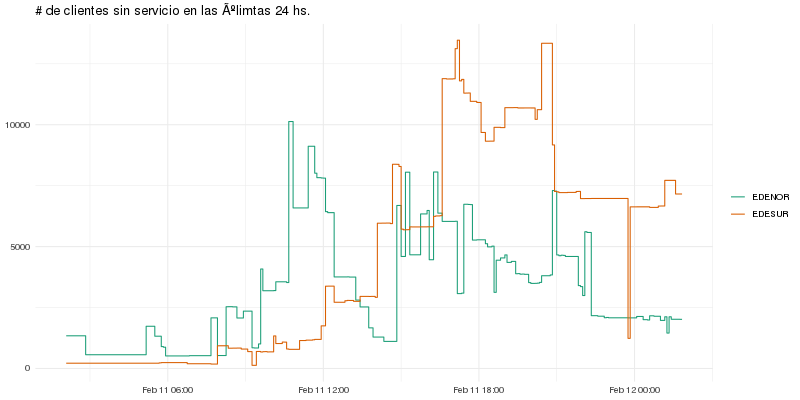 # de clientes sin servicio en las Ãºlimtas 24 hs.
10000
5000
0
EDENOR
EDESUR
Feb 11 06:00
Feb 11 12:00
Feb 11 18:00
Feb 12 00:00